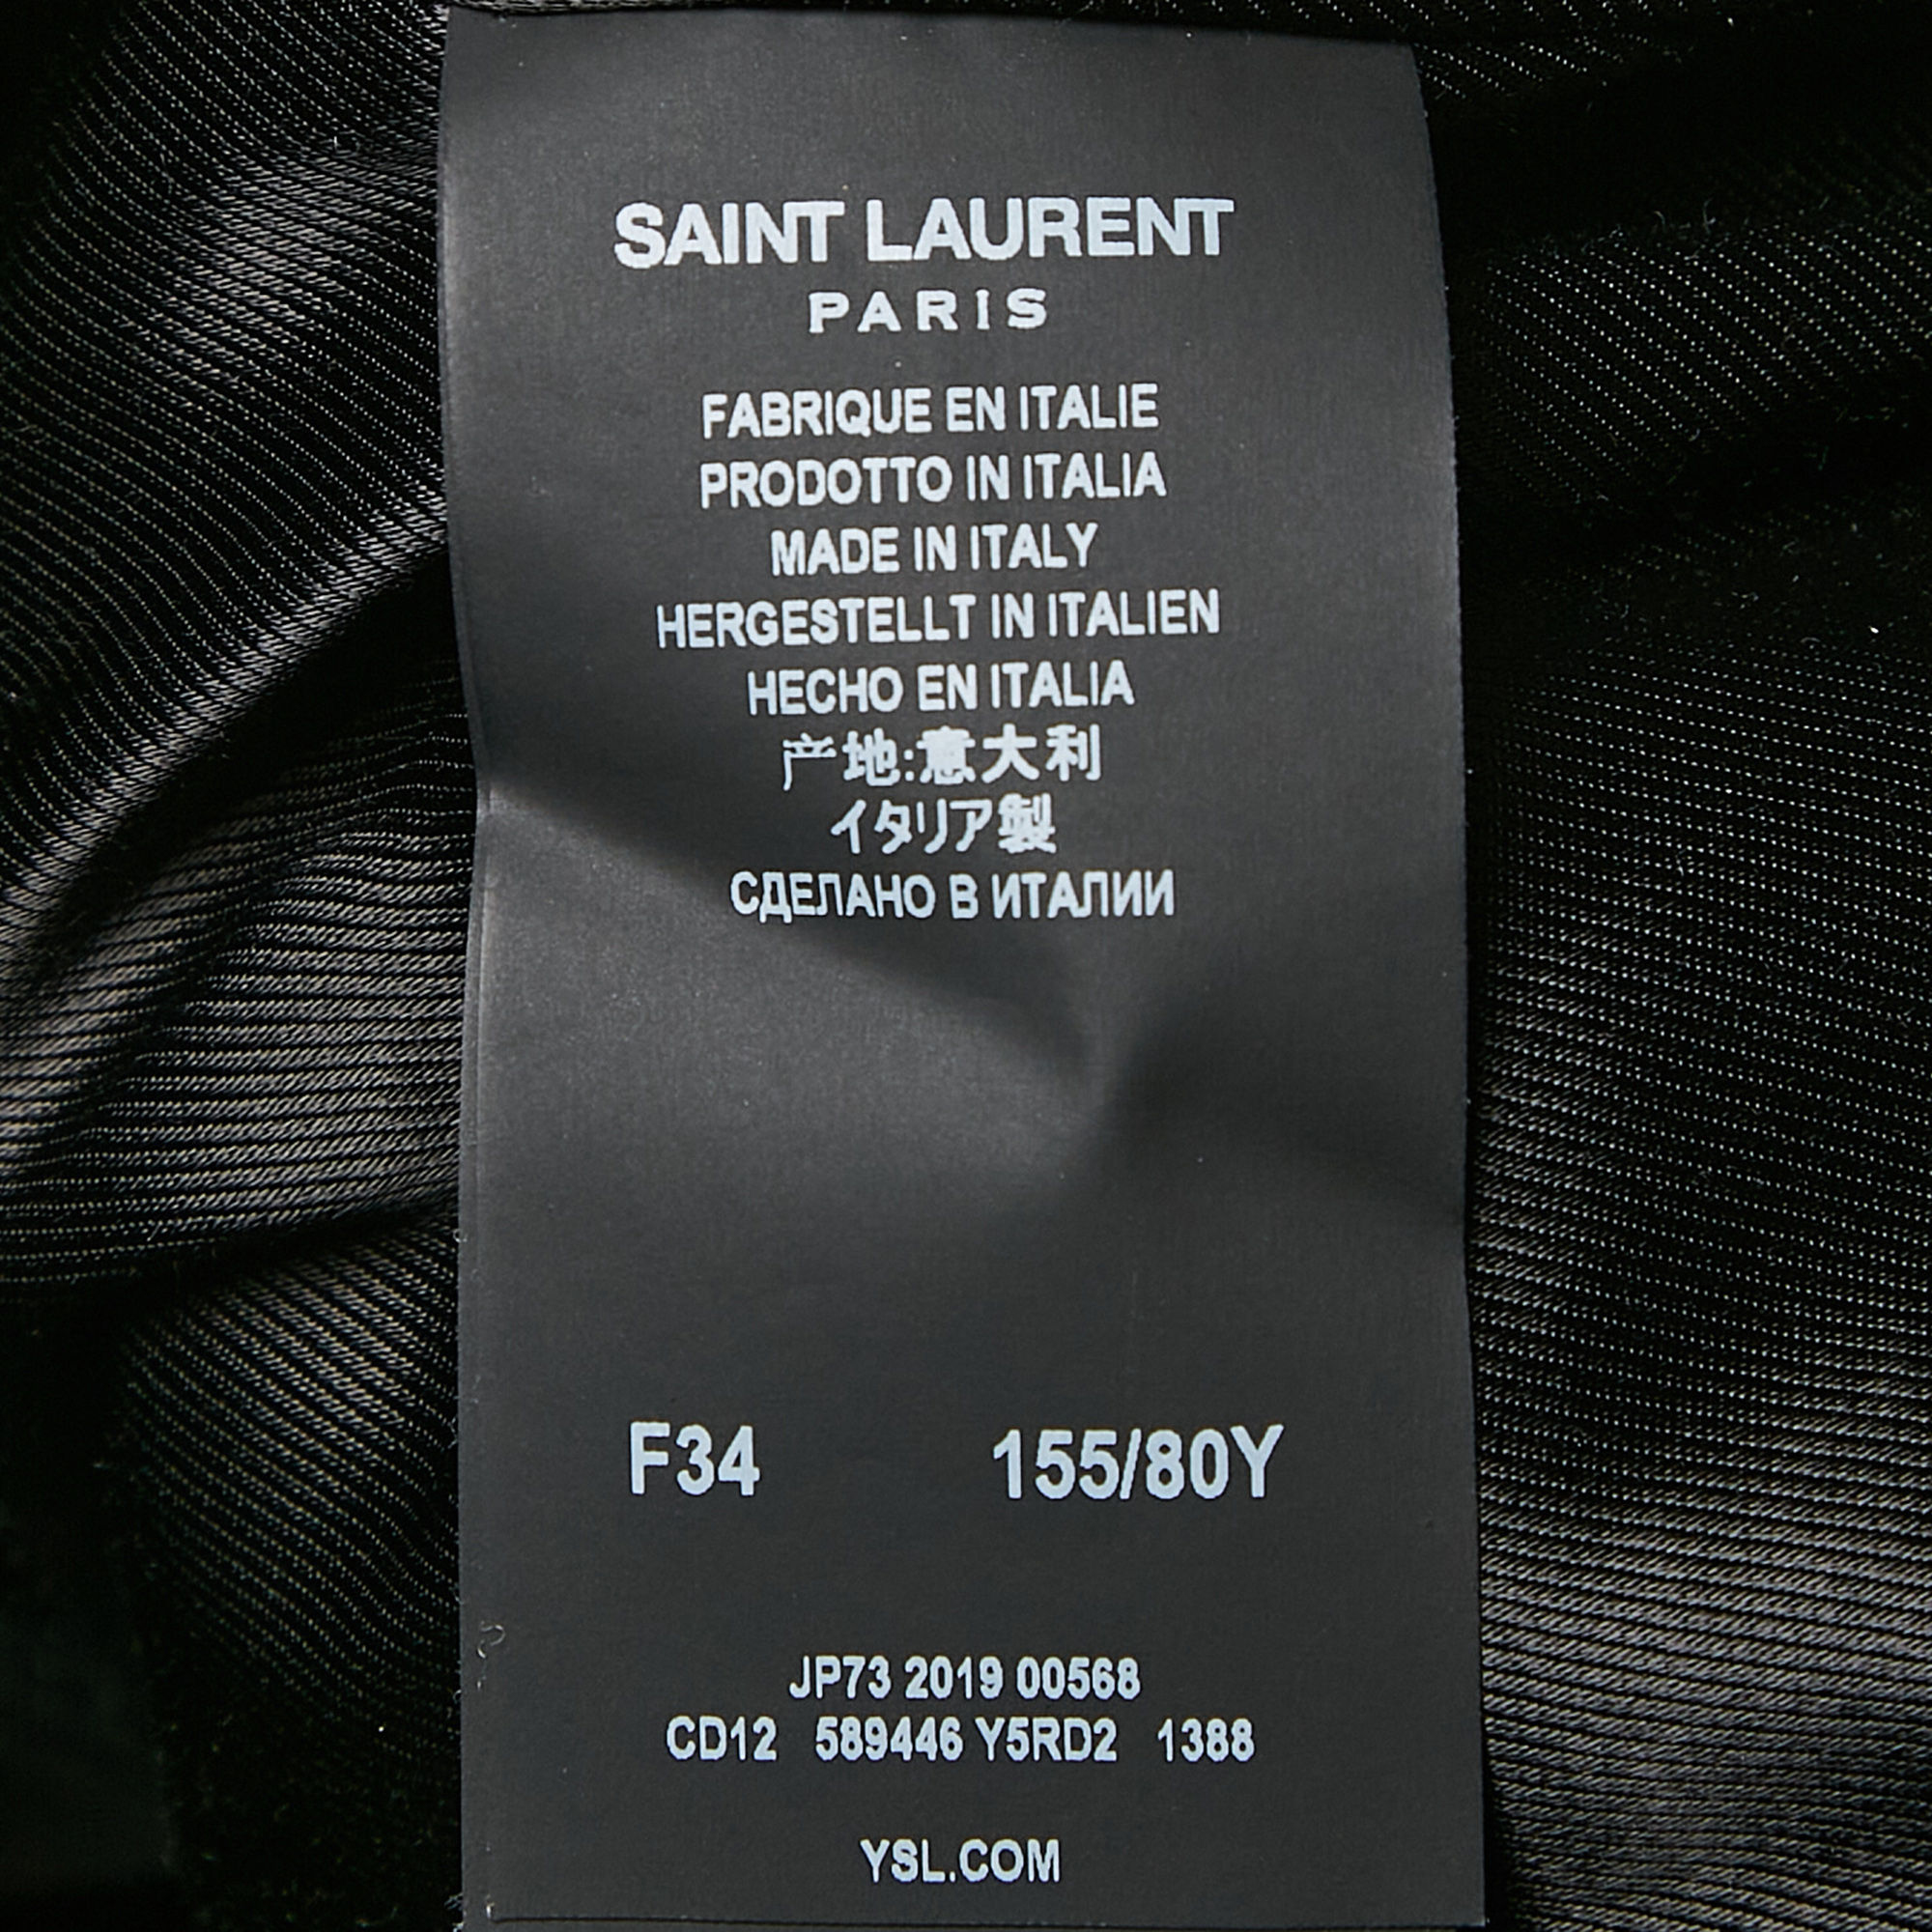 SAINT LAURENT
PARIS
FABRIQUE EN ITALIE
PRODOTTO IN ITALIA
MADE IN ITALY
HERGESTELLT IN ITALIEN
HECHO EN ITALIA
产地:意大利
イタリア製
СДЕЛАНО В ИТАЛИИ
F34 155/80Y
JP73 2019 00568
CD12 589446 Y5RD2 1388
YSL.COM